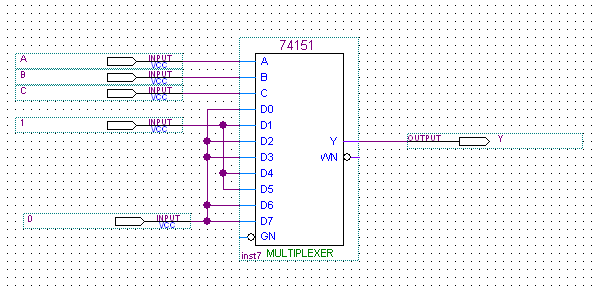 74151
A INPUT VCC A
B INPUT VCC B
C INPUT VCC C
D0
1 INPUT VCC D1
D2 Y OUTPUT Y
D3 WN
D4
D5
D6
0 INPUT VCC D7
GN
inst7 MULTIPLEXER